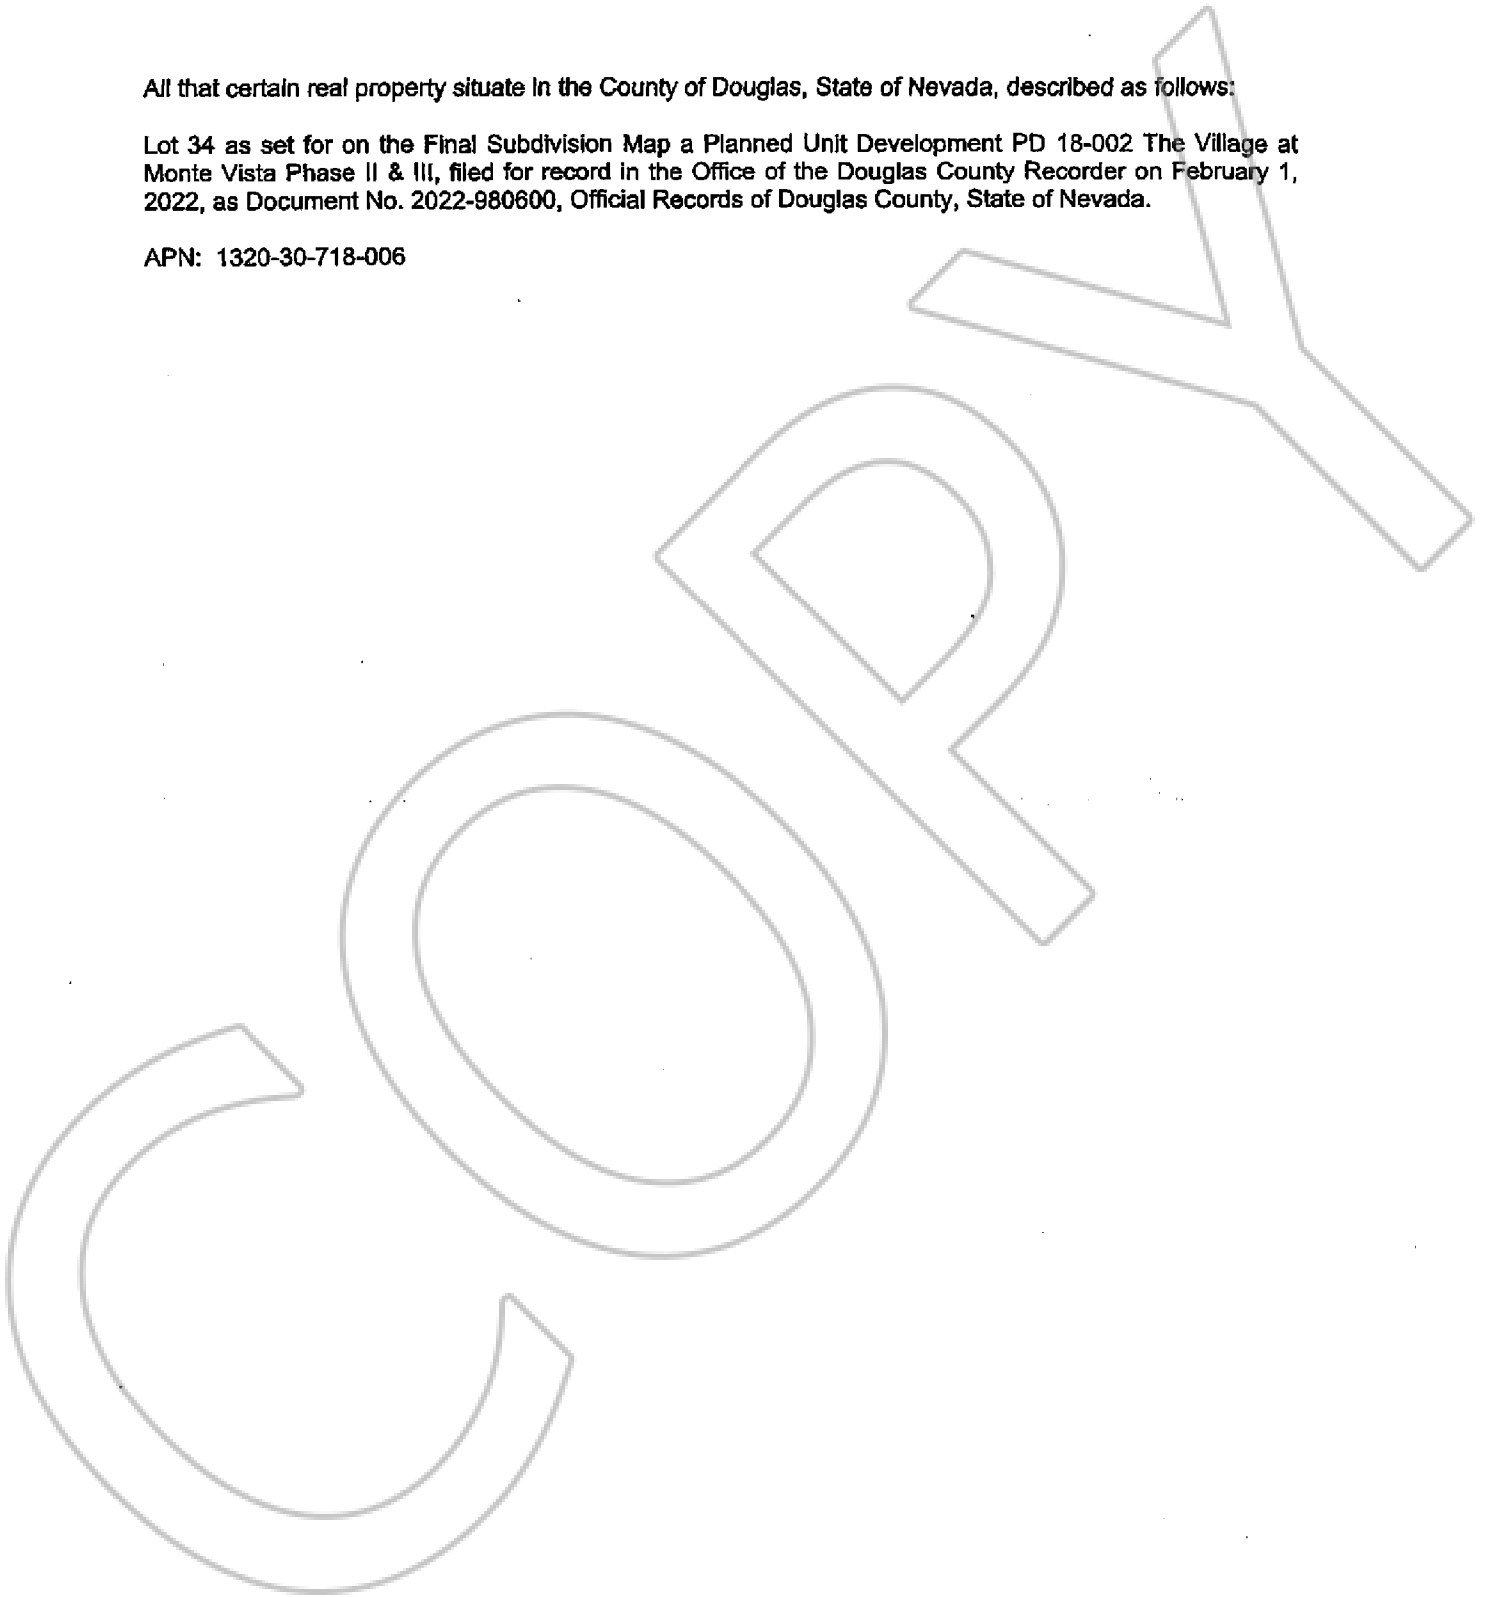 All that certain real property situate in the County of Douglas, State of Nevada, described as follows:
Lot 34 as set for on the Final Subdivision Map a Planned Unit Development PD 18-002 The Village at
Monte Vista Phase II & III, filed for record in the Office of the Douglas County Recorder on February 1,
2022, as Document No. 2022-980600, Official Records of Douglas County, State of Nevada.
APN: 1320-30-718-006
COPY